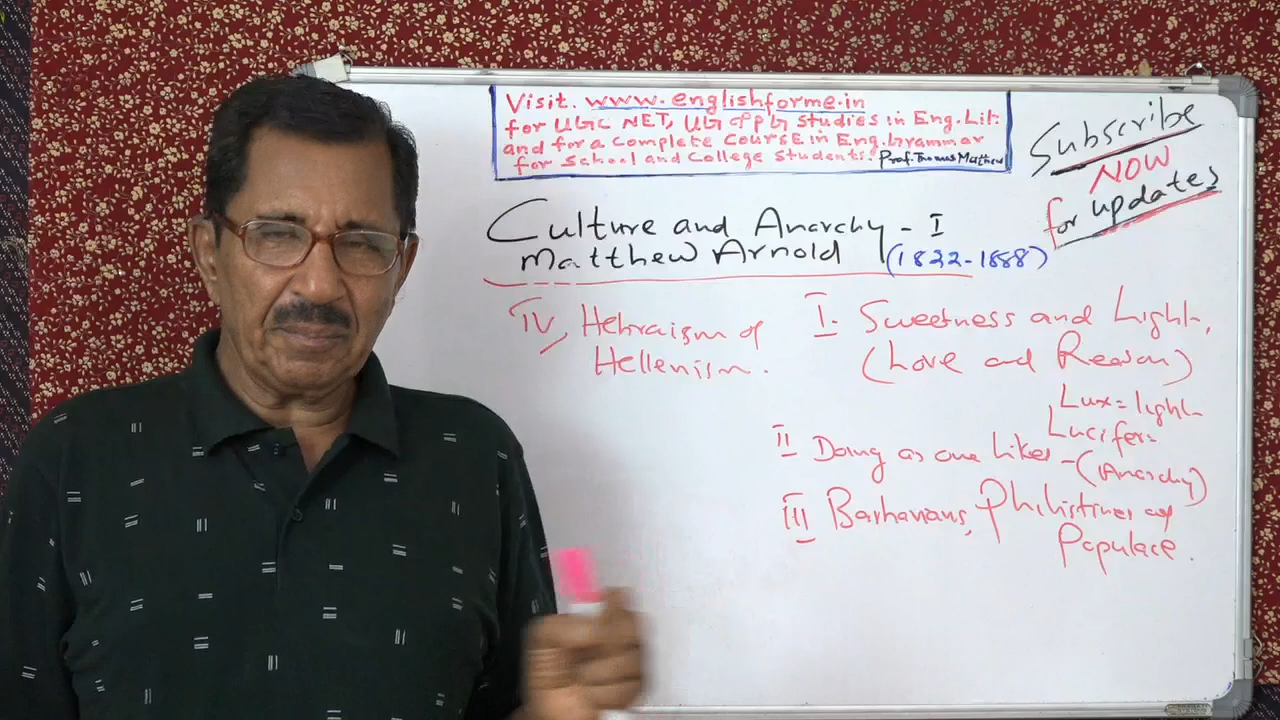 Visit. www.englishforme.in
for UGC NET, UG & PG Studies in Eng. Lit.
and for a Complete Course in Eng. Grammar
for School and College Students. Prof. Thomas Mathew
Subscribe
NOW
for updates
Culture and Anarchy - I
Matthew Arnold (1822-1888)
I. Sweetness and Light.
(Love and Reason)
Lux = light
Lucifer =
II Doing as one Likes - (Anarchy)
III Barbarians, Philistines and
Populace.
IV, Hebraism &
Hellenism.